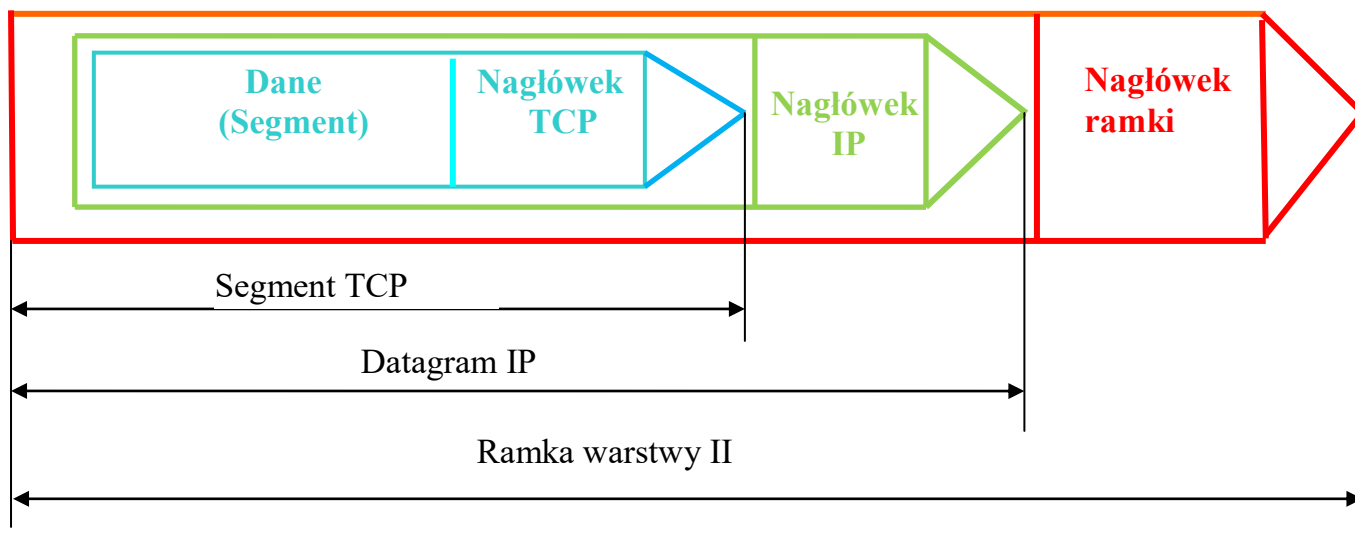 Dane
(Segment)
Nagłówek
TCP
Nagłówek
IP
Nagłówek
ramki
Segment TCP
Datagram IP
Ramka warstwy II